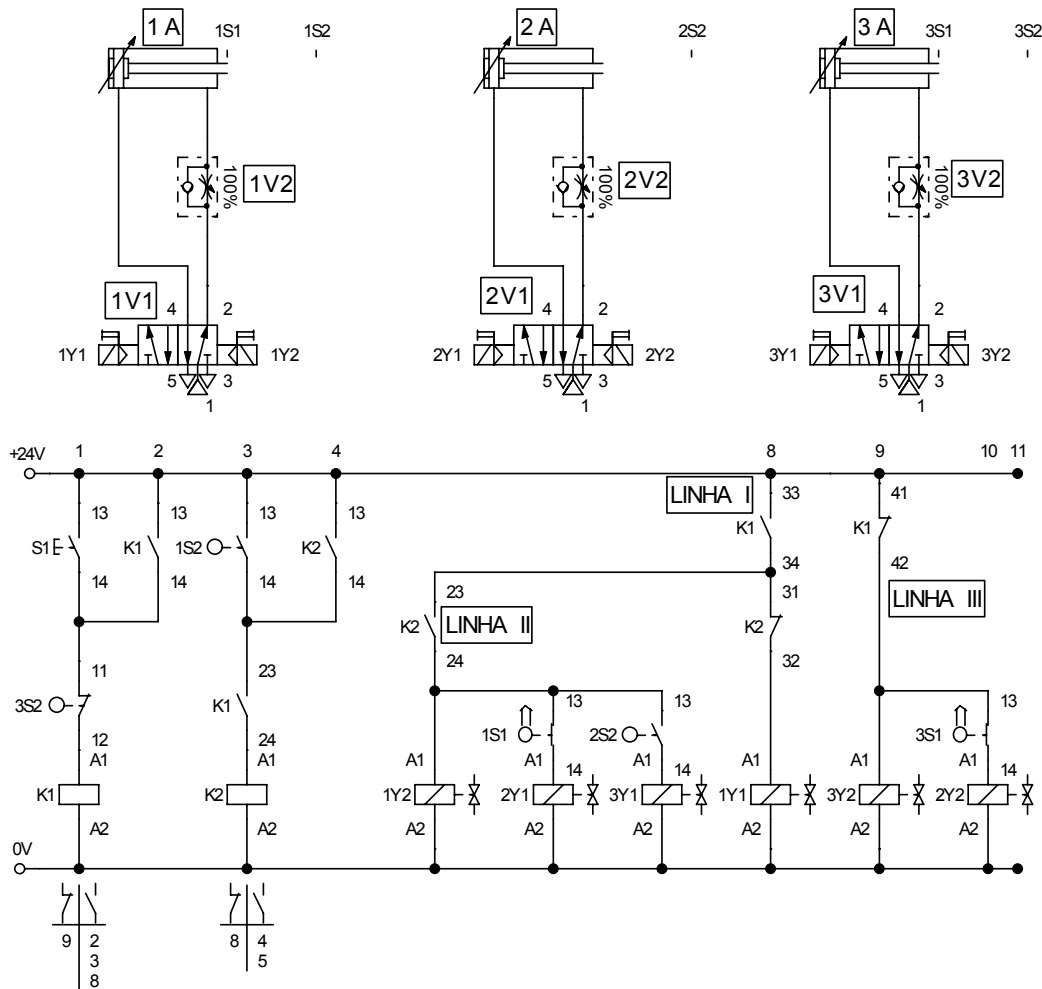 1A 1S1 1S2 2A 2S2 3A 3S1 3S2
100% 1V2 100% 2V2 100% 3V2
1V1 4 2 2V1 4 2 3V1 4 2
1Y1 1Y2 2Y1 2Y2 3Y1 3Y2
5 3 5 3 5 3
1 1 1
1 2 3 4 8 9 10 11
+24V
LINHA I
13 13 13 13 33 41
S1 K1 1S2 K2 K1 K1
14 14 14 14 34 42
23 31
K2 LINHA II K2 LINHA III
24 32
11 23
3S2 K1
12 24
13 13
1S1 2S2 3S1
A1 A1 A1 A1 A1 A1 A1 A1
14 14 14
K1 K2 1Y2 2Y1 3Y1 1Y1 3Y2 2Y2
A2 A2 A2 A2 A2 A2 A2 A2
0V
9 2 8 4
3 5
8